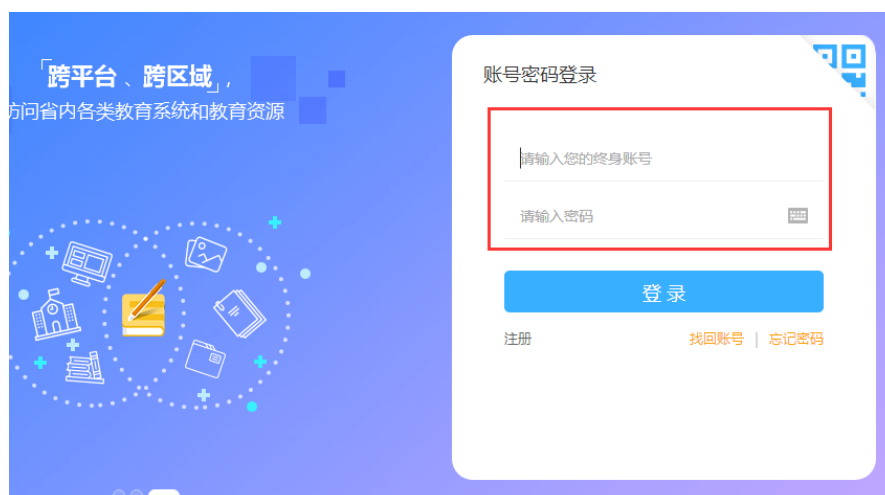 「跨平台、跨区域」，
访问省内各类教育系统和教育资源
账号密码登录
请输入您的终身账号
请输入密码
登录
注册
找回账号 | 忘记密码